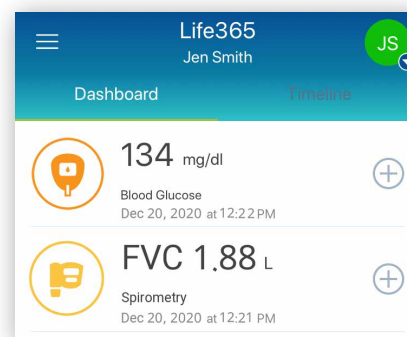 Life365
Jen Smith
JS
Dashboard
Timeline
134 mg/dl
Blood Glucose
Dec 20, 2020 at 12:22 PM
FVC 1.88 L
Spirometry
Dec 20, 2020 at 12:21 PM